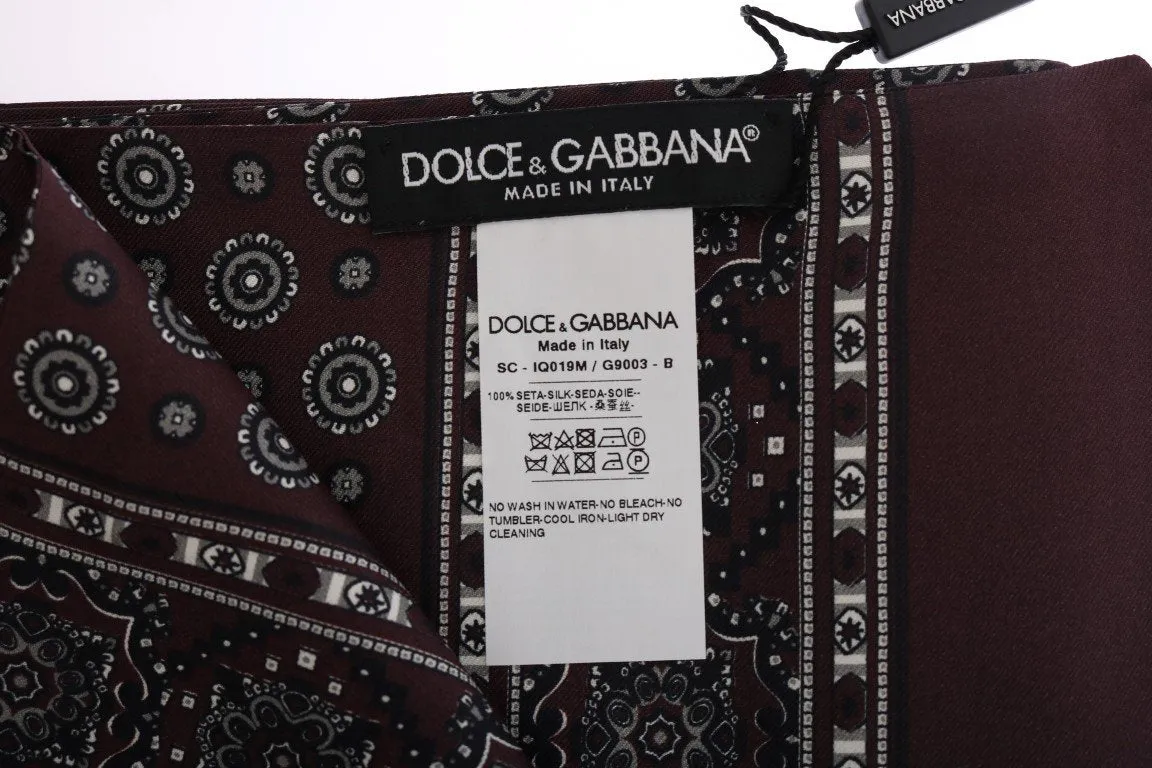 GABBANA
DOLCE & GABBANA®
MADE IN ITALY
DOLCE & GABBANA
Made in Italy
SC - IQ019M / G9003 - B
100% SETA-SILK-SEDA-SOIE--
SEIDE-ШЕЛК -桑蚕丝-
P
P
NO WASH IN WATER-NO BLEACH-NO
TUMBLER-COOL IRON-LIGHT DRY
CLEANING